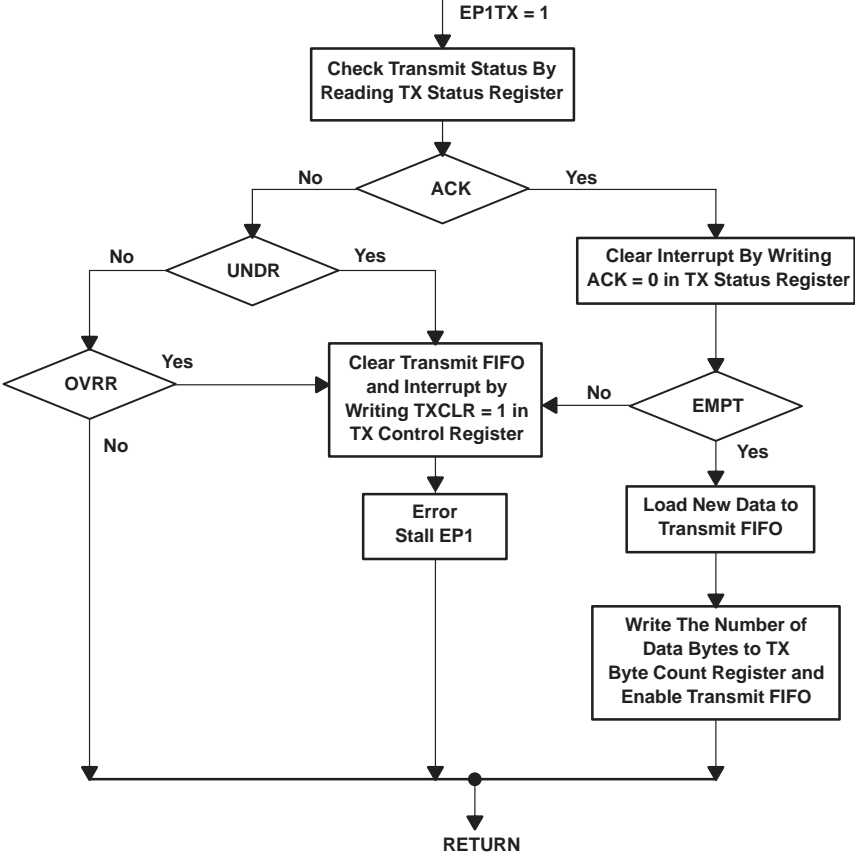 EP1TX = 1
Check Transmit Status By
Reading TX Status Register
No
ACK
Yes
No
UNDR
Yes
Clear Interrupt By Writing
ACK = 0 in TX Status Register
OVRR
Yes
No
Clear Transmit FIFO
and Interrupt by
Writing TXCLR = 1 in
TX Control Register
No
EMPT
Yes
Error
Stall EP1
Load New Data to
Transmit FIFO
Write The Number of
Data Bytes to TX
Byte Count Register and
Enable Transmit FIFO
RETURN